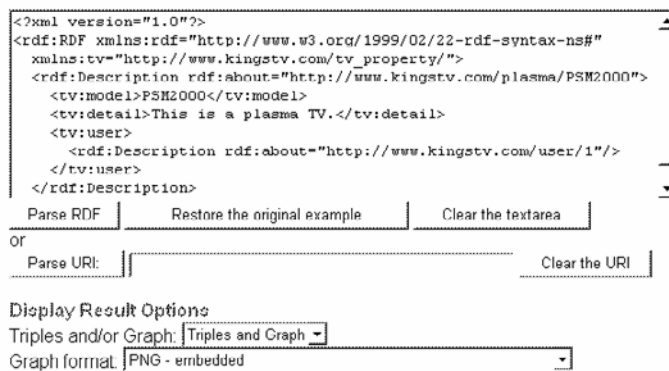 <?xml version="1.0"?>
<rdf:RDF xmlns:rdf="http://www.w3.org/1999/02/22-rdf-syntax-ns#"
xmlns:tv="http://www.kingstv.com/tv_property/">
<rdf:Description rdf:about="http://www.kingstv.com/plasma/PSM2000">
<tv:model>PSM2000</tv:model>
<tv:detail>This is a plasma TV.</tv:detail>
<tv:user>
<rdf:Description rdf:about="http://www.kingstv.com/user/1"/>
</tv:user>
</rdf:Description>
Parse RDF Restore the original example Clear the textarea
or
Parse URI: Clear the URI
Display Result Options
Triples and/or Graph: Triples and Graph
Graph format: PNG - embedded